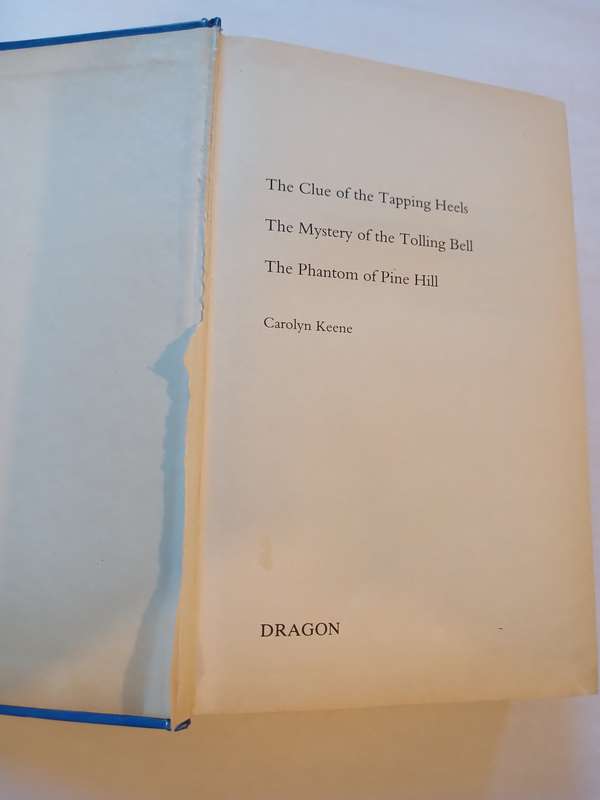 The Clue of the Tapping Heels
The Mystery of the Tolling Bell
The Phantom of Pine Hill
Carolyn Keene
DRAGON